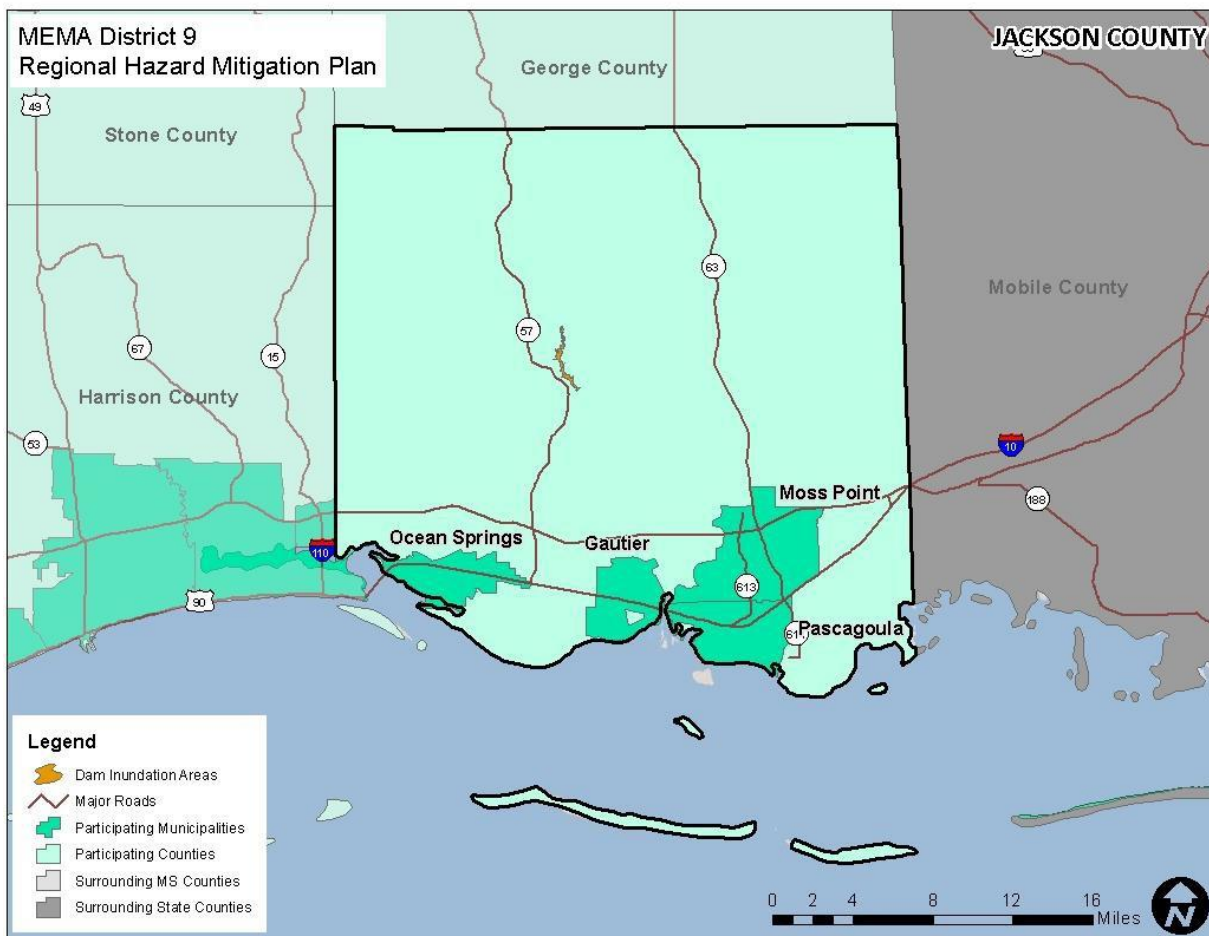 MEMA District 9
Regional Hazard Mitigation Plan
JACKSON COUNTY
George County
49
Stone County
63
Mobile County
57
67
15
Harrison County
53
10
Moss Point
188
Ocean Springs
Gautier
110
613
90
Pascagoula
Legend
Dam Inundation Areas
Major Roads
Participating Municipalities
Participating Counties
Surrounding MS Counties
Surrounding State Counties
0 2 4 8 12 16
Miles
N